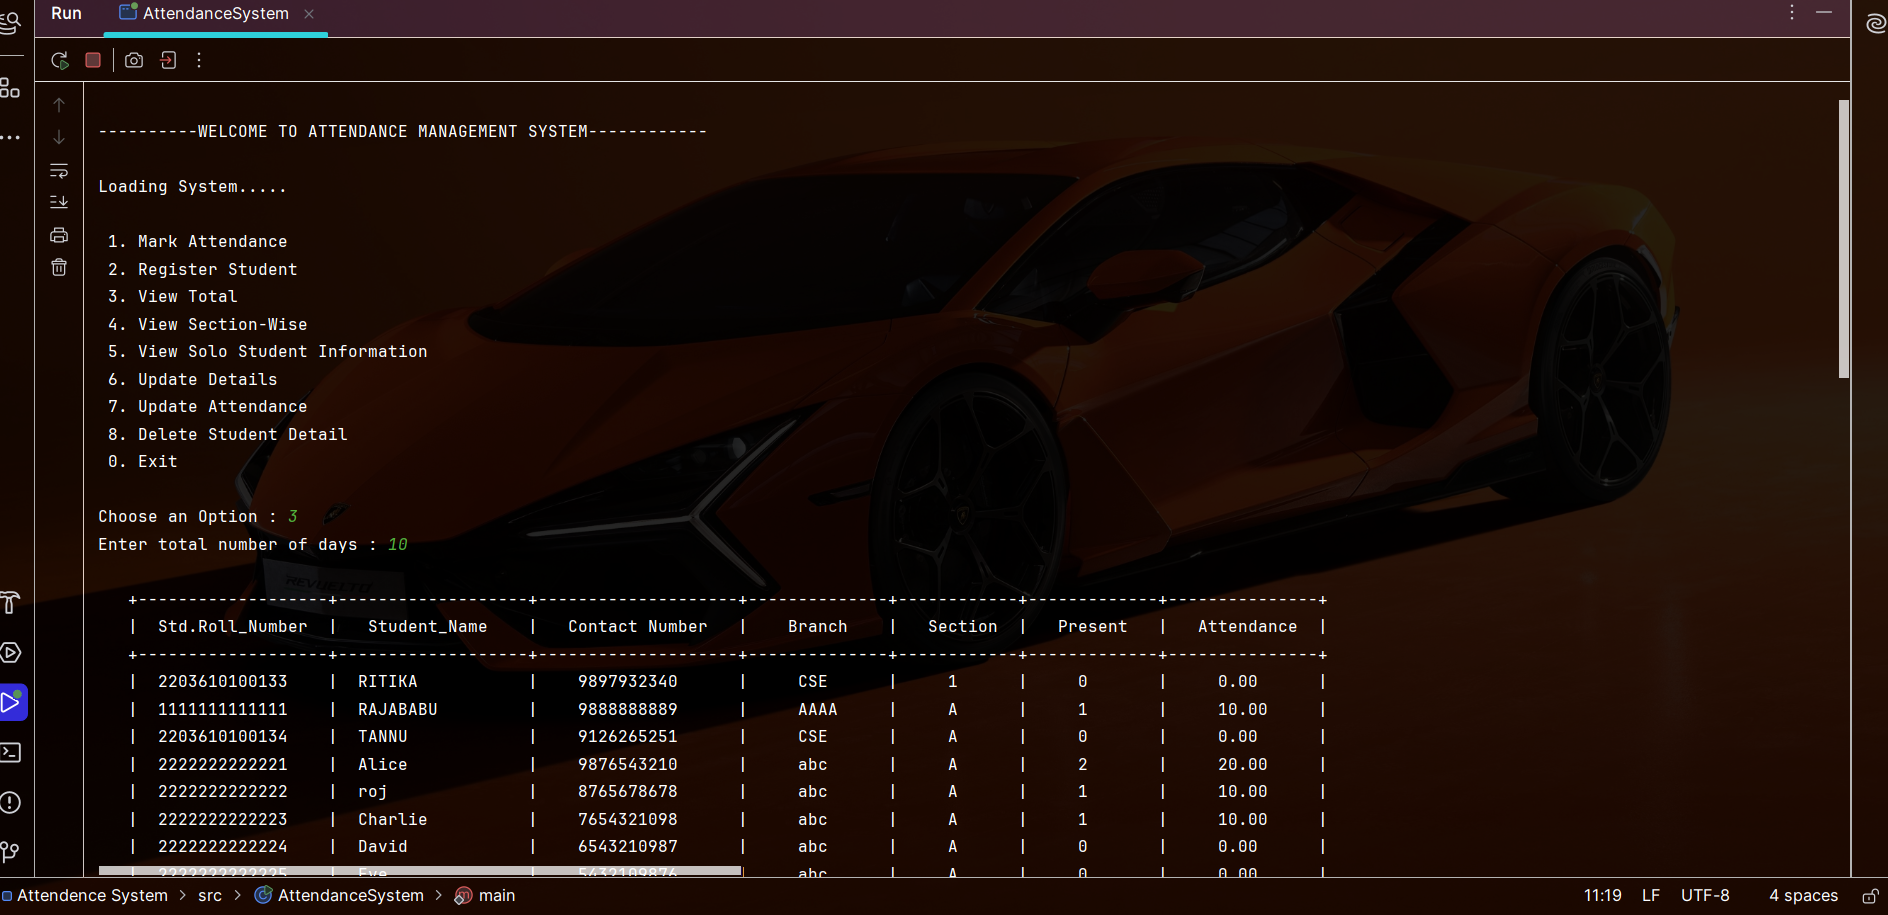 Run AttendanceSystem
----------WELCOME TO ATTENDANCE MANAGEMENT SYSTEM------------
Loading System.....
1. Mark Attendance
2. Register Student
3. View Total
4. View Section-Wise
5. View Solo Student Information
6. Update Details
7. Update Attendance
8. Delete Student Detail
0. Exit
Choose an Option : 3
Enter total number of days : 10
REVUELTO
+-------------------+-------------------+--------------------+--------------+------------+-------------+---------------+
| Std.Roll_Number | Student_Name | Contact Number | Branch | Section | Present | Attendance |
+-------------------+-------------------+--------------------+--------------+------------+-------------+---------------+
| 2203610100133 | RITIKA | 9897932340 | CSE | 1 | 0 | 0.00 |
| 1111111111111 | RAJABABU | 9888888889 | AAAA | A | 1 | 10.00 |
| 2203610100134 | TANNU | 9126265251 | CSE | A | 0 | 0.00 |
| 2222222222221 | Alice | 9876543210 | abc | A | 2 | 20.00 |
| 2222222222222 | roj | 8765678678 | abc | A | 1 | 10.00 |
| 2222222222223 | Charlie | 7654321098 | abc | A | 1 | 10.00 |
| 2222222222224 | David | 6543210987 | abc | A | 0 | 0.00 |
| 2222222222225 | Eve | 5432109876 | abc | A | 0 | 0.00 |
Attendence System > src > AttendanceSystem > main 11:19 LF UTF-8 4 spaces